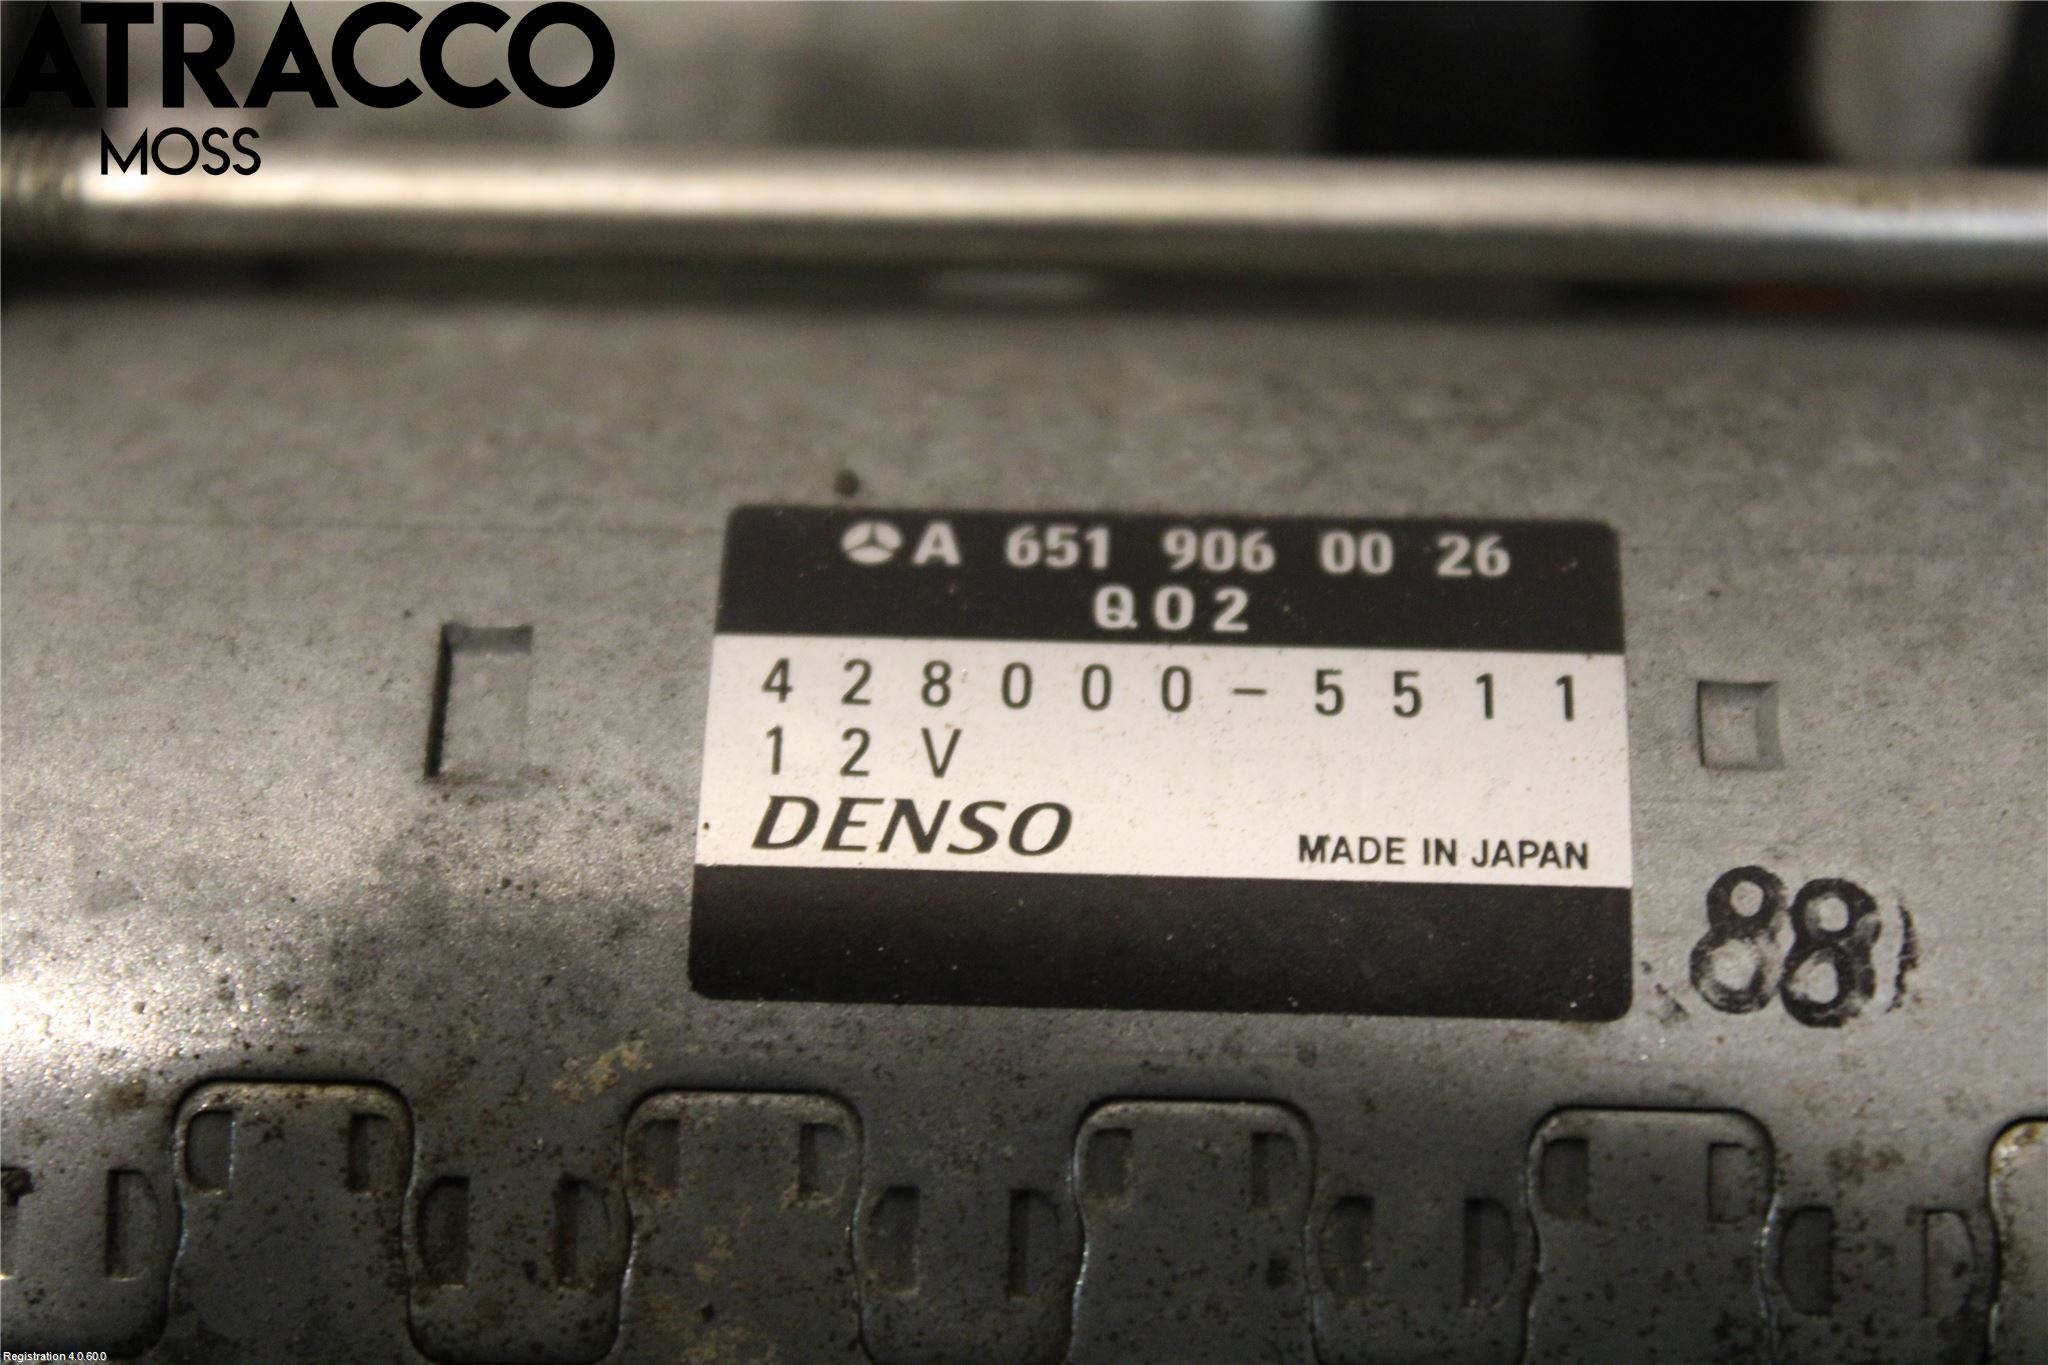 ATRACCO
MOSS
A 651 906 00 26
Q02
428000-5511
12V
DENSO
MADE IN JAPAN
88
Registration 4.0.60.0